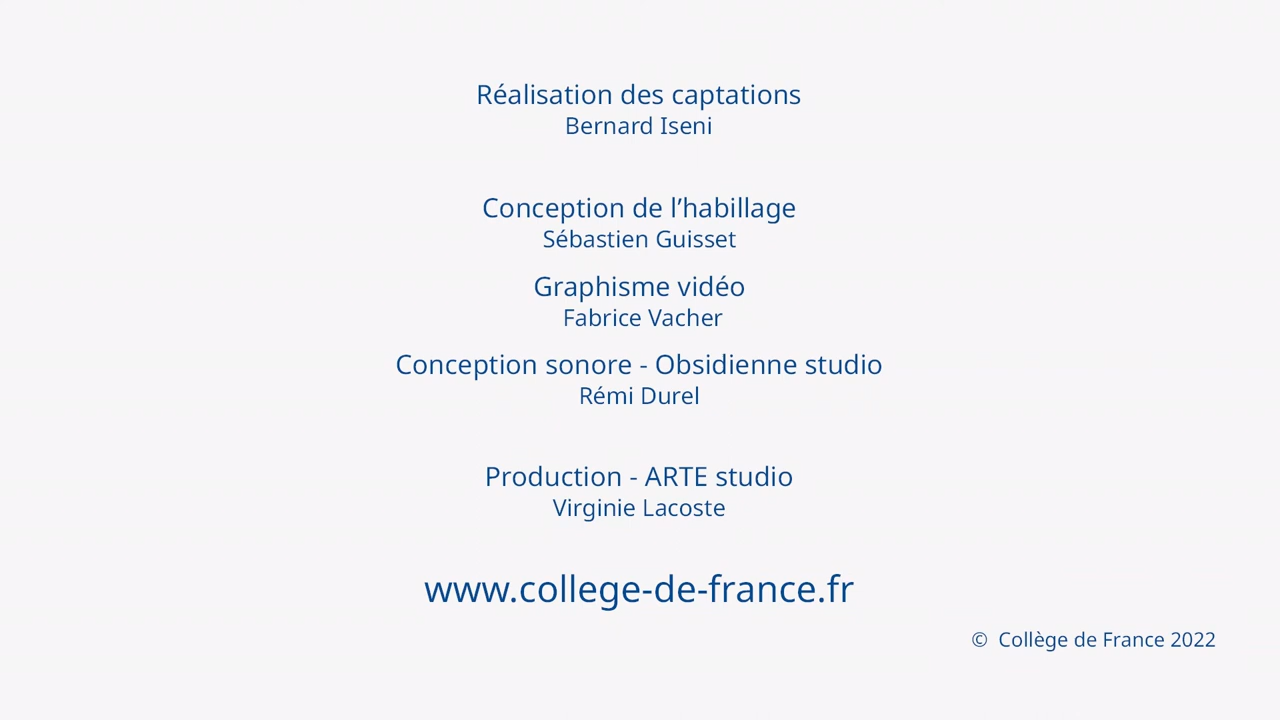 Réalisation des captations
Bernard Iseni
Conception de l’habillage
Sébastien Guisset
Graphisme vidéo
Fabrice Vacher
Conception sonore - Obsidienne studio
Rémi Durel
Production - ARTE studio
Virginie Lacoste
www.college-de-france.fr
© Collège de France 2022